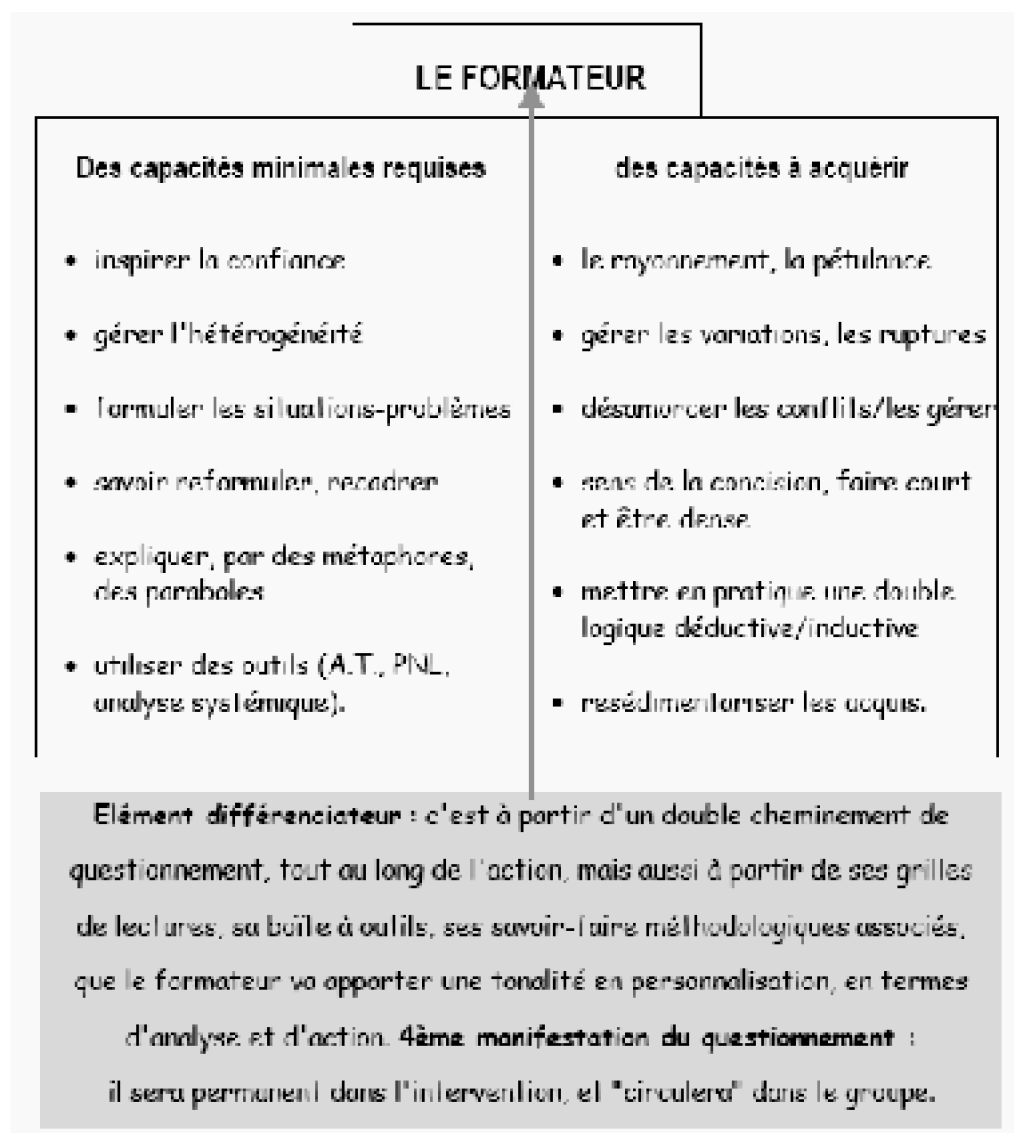 LE FORMATEUR
Des capacités minimales requises
• inspirer la confiance
• gérer l'hétérogénéité
• formuler les situations-problèmes
• savoir reformuler, recadrer
• expliquer, par des métaphores,
des paraboles
• utiliser des outils (A.T., PNL,
analyse systémique).
des capacités à acquérir
• le rayonnement, la pétulance
• gérer les variations, les ruptures
• désamorcer les conflits/les gérer
• sens de la concision, faire court
et être dense
• mettre en pratique une double
logique déductive/inductive
• resédimentariser les acquis.
Elément différenciateur : c'est à partir d'un double cheminement de
questionnement, tout au long de l'action, mais aussi à partir de ses grilles
de lectures, sa boîte à outils, ses savoir-faire méthodologiques associés,
que le formateur va apporter une tonalité en personnalisation, en termes
d'analyse et d'action. 4ème manifestation du questionnement :
il sera permanent dans l'intervention, et "circulera" dans le groupe.